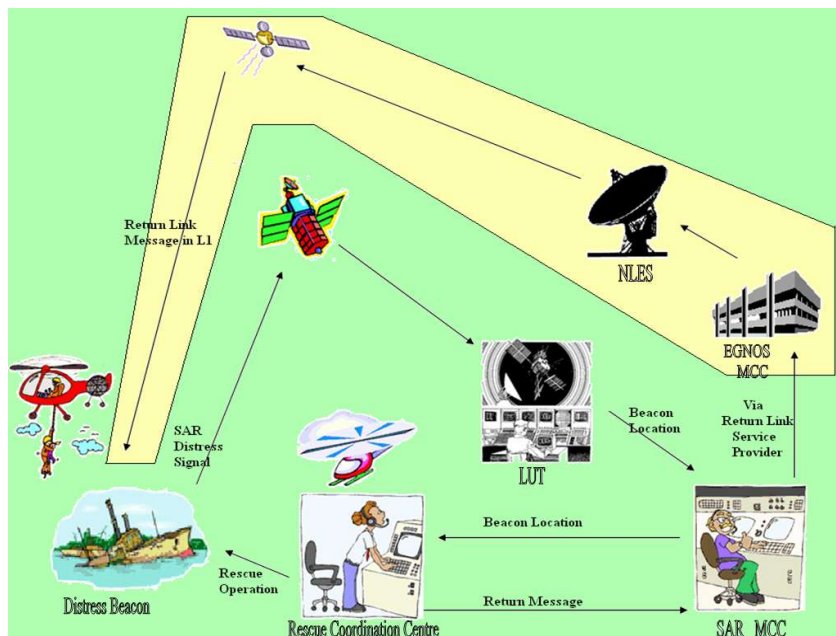 Return Link
Message in L1
NLES
EGNOS
MCC
SAR
Distress
Signal
Beacon
Location
Via
Return Link
Service
Provider
LUT
Beacon Location
Rescue
Operation
Distress Beacon
Return Message
Rescue Coordination Centre
SAR MCC